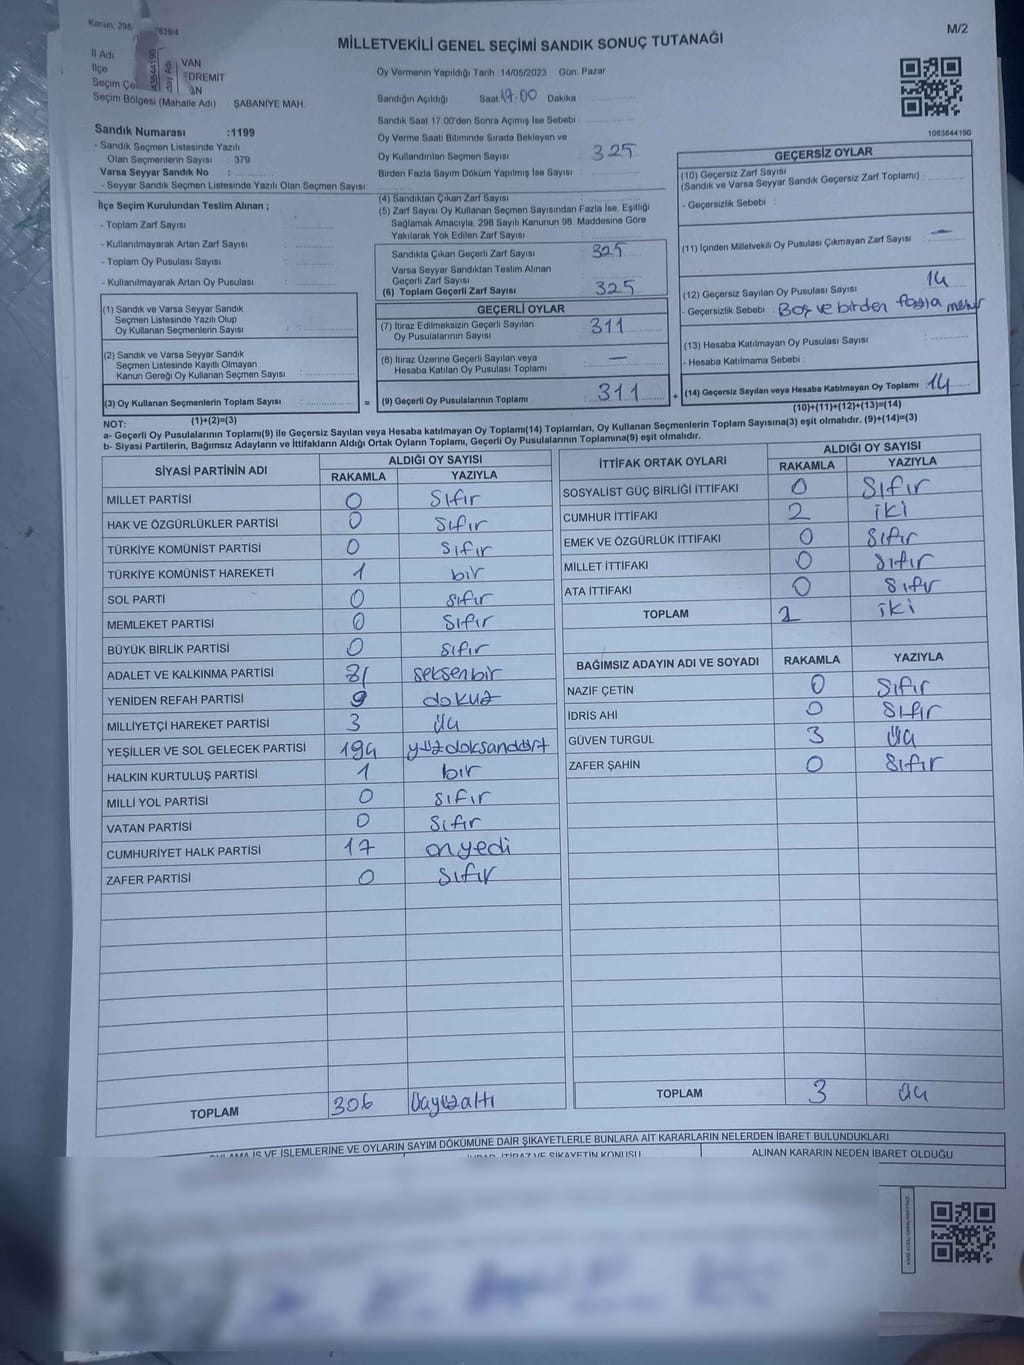 Kanun, 298/ 7639/4
M/2
MİLLETVEKİLİ GENEL SEÇİMİ SANDIK SONUÇ TUTANAĞI
İl Adı VAN
İlçe EDREMİT
Seçim Çe
Seçim Bölgesi (Mahalle Adı) ŞABANİYE MAH.
Oy Vermenin Yapıldığı Tarih :14/05/2023 Gün: Pazar
Sandığın Açıldığı Saat 17:00 Dakika
Sandık Saat 17.00'den Sonra Açılmış İse Sebebi
Sandık Numarası :1199
- Sandık Seçmen Listesinde Yazılı
Olan Seçmenlerin Sayısı : 379
Varsa Seyyar Sandık No :
- Seyyar Sandık Seçmen Listesinde Yazılı Olan Seçmen Sayısı:
Oy Verme Saati Bitiminde Sırada Bekleyen ve
Oy Kullandırılan Seçmen Sayısı : 325
Birden Fazla Sayım Döküm Yapılmış İse Sayısı
1083844190
İlçe Seçim Kurulundan Teslim Alınan ;
- Toplam Zarf Sayısı
- Kullanılmayarak Artan Zarf Sayısı
- Toplam Oy Pusulası Sayısı
- Kullanılmayarak Artan Oy Pusulası
(4) Sandıktan Çıkan Zarf Sayısı
(5) Zarf Sayısı Oy Kullanan Seçmen Sayısından Fazla İse, Eşitliği
Sağlamak Amacıyla, 298 Sayılı Kanunun 98. Maddesine Göre
Yakılarak Yok Edilen Zarf Sayısı
Sandıkta Çıkan Geçerli Zarf Sayısı : 325
Varsa Seyyar Sandıktan Teslim Alınan
Geçerli Zarf Sayısı
(6) Toplam Geçerli Zarf Sayısı : 325
GEÇERSİZ OYLAR
(10) Geçersiz Zarf Sayısı
(Sandık ve Varsa Seyyar Sandık Geçersiz Zarf Toplamı)
- Geçersizlik Sebebi
(11) İçinden Milletvekili Oy Pusulası Çıkmayan Zarf Sayısı : —
(12) Geçersiz Sayılan Oy Pusulası Sayısı 14
- Geçersizlik Sebebi : Boş ve birden fazla
(13) Hesaba Katılmayan Oy Pusulası Sayısı
- Hesaba Katılmama Sebebi
(14) Geçersiz Sayılan veya Hesaba Katılmayan Oy Toplamı 14
(1) Sandık ve Varsa Seyyar Sandık
Seçmen Listesinde Yazılı Olup
Oy Kullanan Seçmenlerin Sayısı
(2) Sandık ve Varsa Seyyar Sandık
Seçmen Listesinde Kayıtlı Olmayan
Kanun Gereği Oy Kullanan Seçmen Sayısı
(3) Oy Kullanan Seçmenlerin Toplam Sayısı =
GEÇERLİ OYLAR
(7) İtiraz Edilmeksizin Geçerli Sayılan
Oy Pusulalarının Sayısı 311
(8) İtiraz Üzerine Geçerli Sayılan veya
Hesaba Katılan Oy Pusulası Toplamı —
(9) Geçerli Oy Pusulalarının Toplamı 311 +
(1)+(2)=(3)
(10)+(11)+(12)+(13)=(14)
NOT:
a- Geçerli Oy Pusulalarının Toplamı(9) ile Geçersiz Sayılan veya Hesaba katılmayan Oy Toplamı(14) Toplamları, Oy Kullanan Seçmenlerin Toplam Sayısına(3) eşit olmalıdır. (9)+(14)=(3)
b- Siyasi Partilerin, Bağımsız Adayların ve İttifakların Aldığı Ortak Oyların Toplamı, Geçerli Oy Pusulalarının Toplamına(9) eşit olmalıdır.
SİYASİ PARTİNİN ADI ALDIĞI OY SAYISI
RAKAMLA YAZIYLA
MİLLET PARTİSİ 0 Sıfır
HAK VE ÖZGÜRLÜKLER PARTİSİ 0 Sıfır
TÜRKİYE KOMÜNİST PARTİSİ 0 Sıfır
TÜRKİYE KOMÜNİST HAREKETİ 1 bir
SOL PARTİ 0 sıfır
MEMLEKET PARTİSİ 0 Sıfır
BÜYÜK BİRLİK PARTİSİ 0 Sıfır
ADALET VE KALKINMA PARTİSİ 81 seksenbir
YENİDEN REFAH PARTİSİ 9 dokuz
MİLLİYETÇİ HAREKET PARTİSİ 3 üç
YEŞİLLER VE SOL GELECEK PARTİSİ 194 yüzdoksandört
HALKIN KURTULUŞ PARTİSİ 1 bir
MİLLİ YOL PARTİSİ 0 sıfır
VATAN PARTİSİ 0 Sıfır
CUMHURİYET HALK PARTİSİ 17 onyedi
ZAFER PARTİSİ 0 Sıfır
TOPLAM 306 üçyüzaltı
İTTİFAK ORTAK OYLARI ALDIĞI OY SAYISI
RAKAMLA YAZIYLA
SOSYALİST GÜÇ BİRLİĞİ İTTİFAKI 0 Sıfır
CUMHUR İTTİFAKI 2 iki
EMEK VE ÖZGÜRLÜK İTTİFAKI 0 Sıfır
MİLLET İTTİFAKI 0 Sıfır
ATA İTTİFAKI 0 Sıfır
TOPLAM 2 iki
BAĞIMSIZ ADAYIN ADI VE SOYADI RAKAMLA YAZIYLA
NAZİF ÇETİN 0 Sıfır
İDRİS AHİ 0 Sıfır
GÜVEN TURGUL 3 üç
ZAFER ŞAHİN 0 Sıfır
TOPLAM 3 üç
İŞ VE İŞLEMLERİNE VE OYLARIN SAYIM DÖKÜMÜNE DAİR ŞİKAYETLERLE BUNLARA AİT KARARLARIN NELERDEN İBARET BULUNDUKLARI
İTİRAZ VE ŞİKAYETİN KONUSU
ALINAN KARARIN NEDEN İBARET OLDUĞU